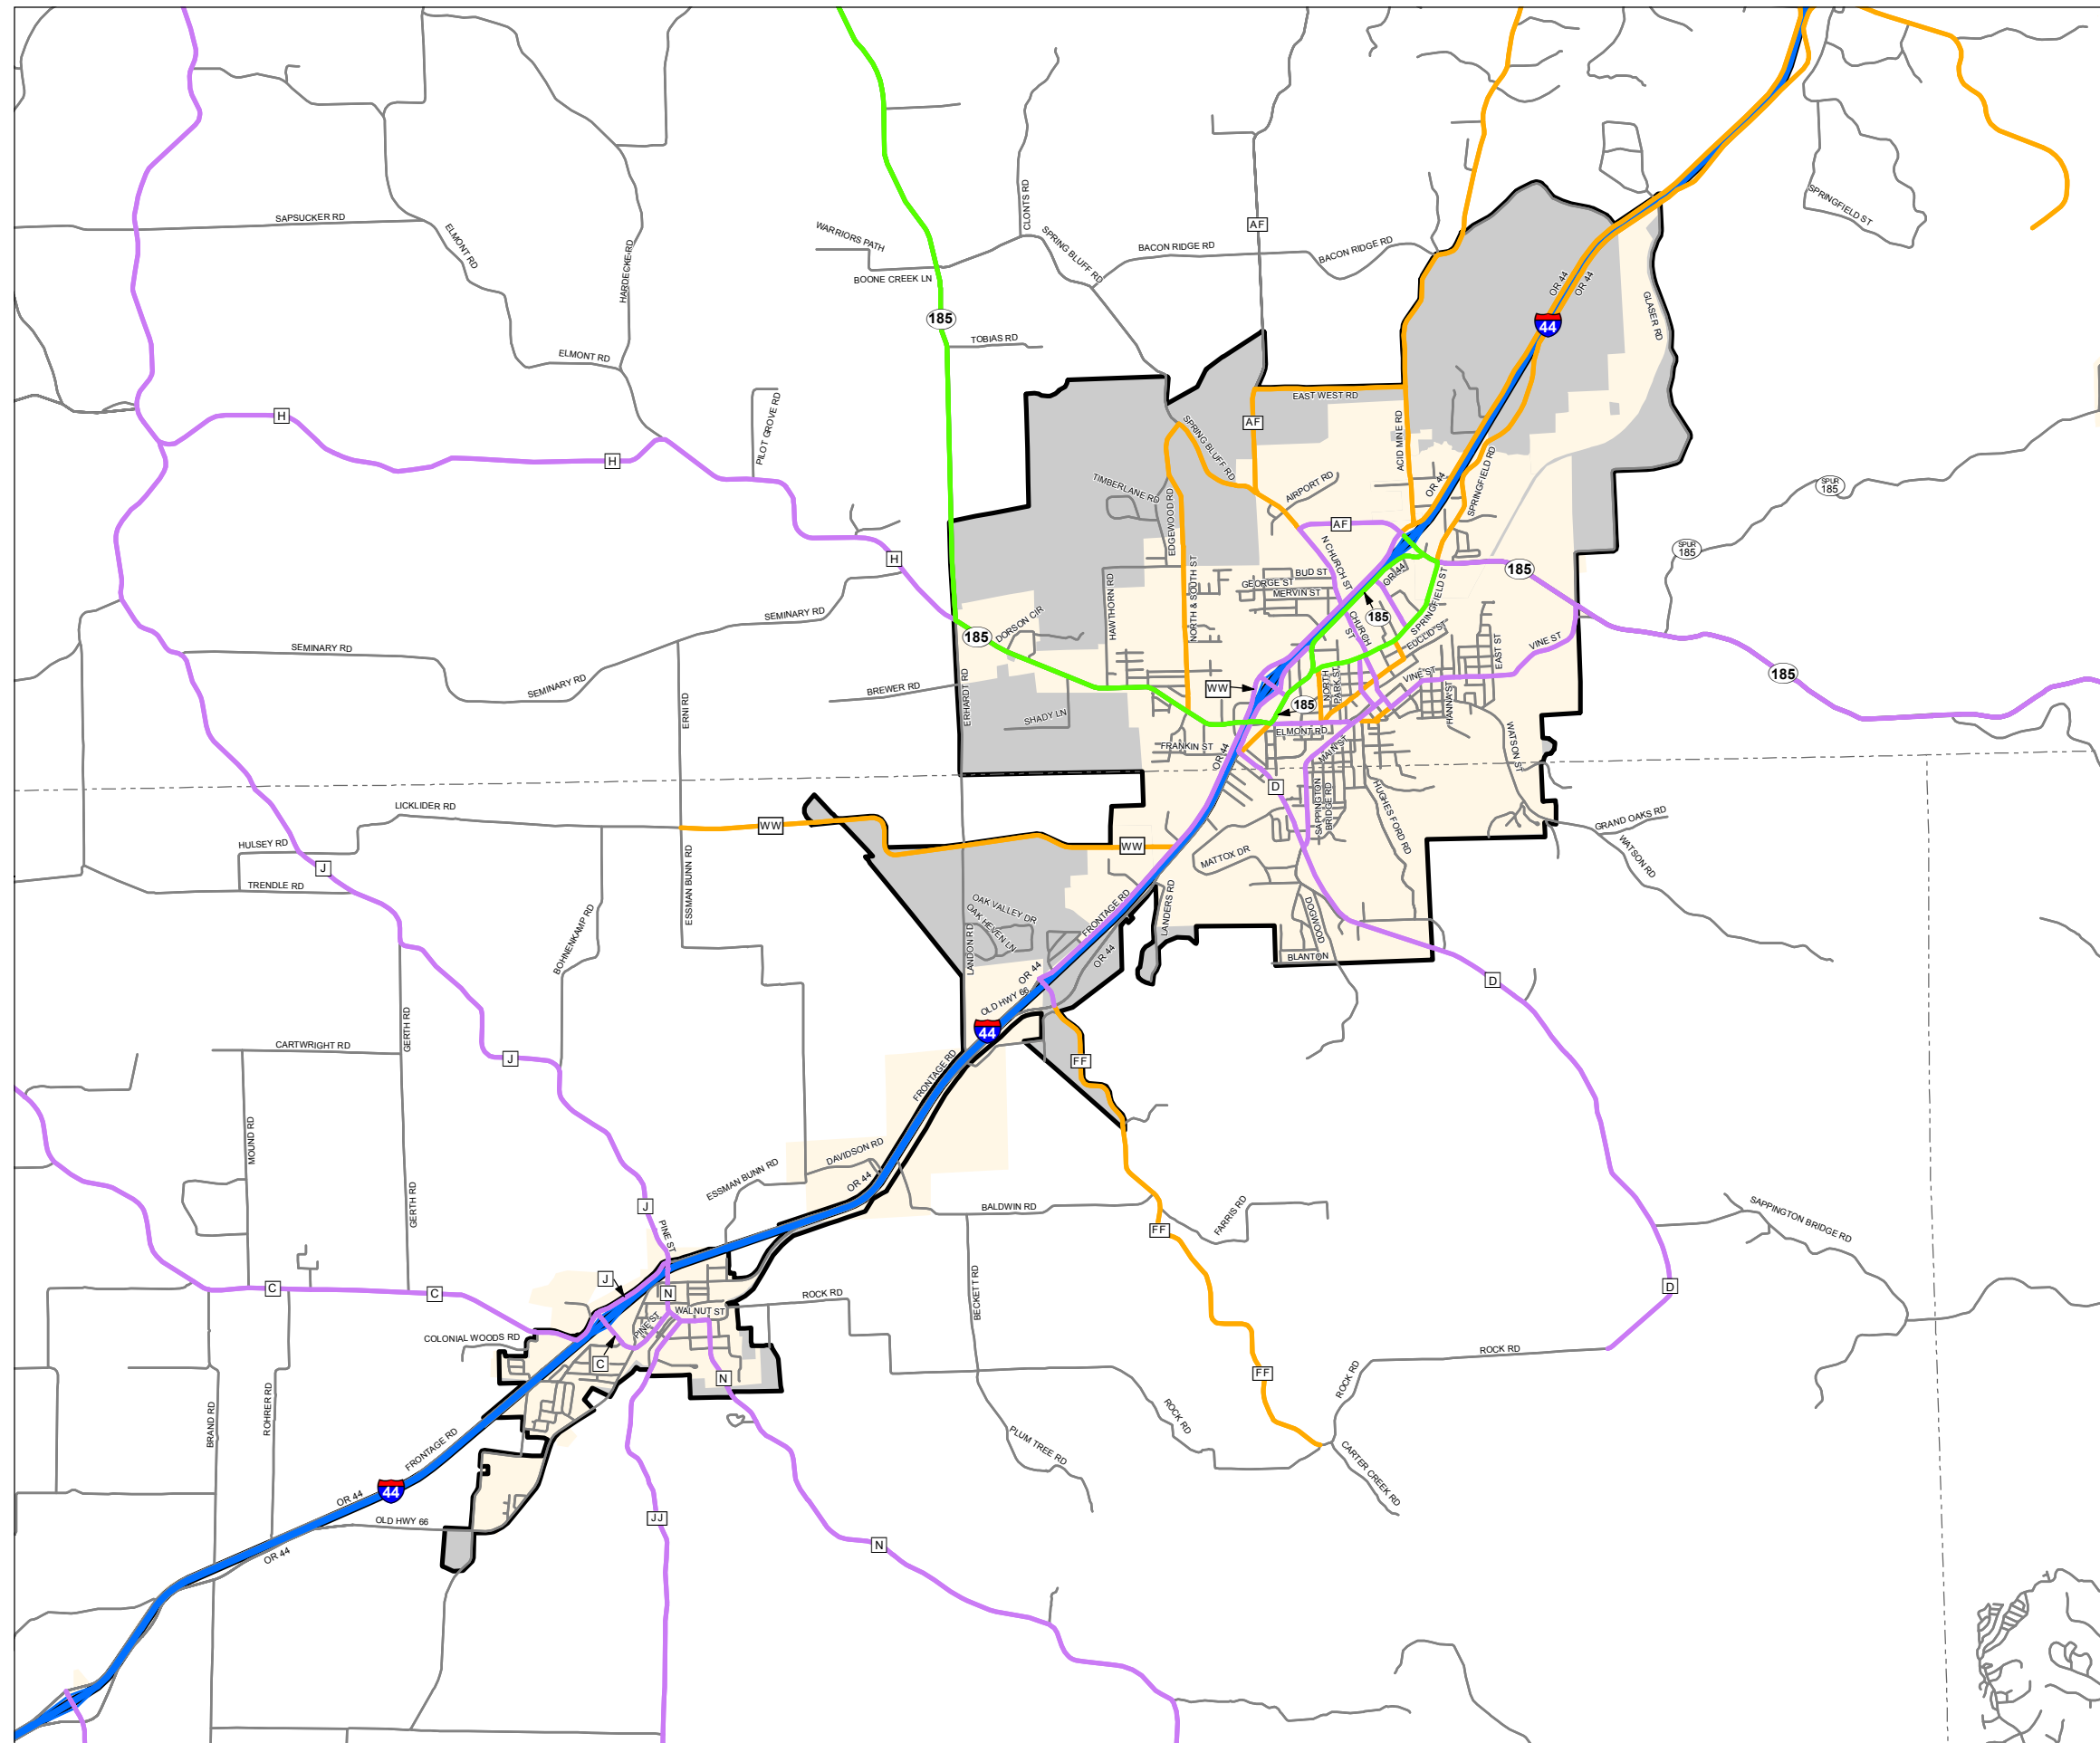 SAPSUCKER RD
ELMONT RD
HARDECKE RD
ELMONT RD
WARRIORS PATH
BOONE CREEK LN
CLONTS RD
SPRING BLUFF RD
AF
BACON RIDGE RD
BACON RIDGE RD
SPRINGFIELD ST
OR 44
OR 44
GLASER RD
185
44
TOBIAS RD
EAST WEST RD
H
PILOT GROVE RD
H
AF
SPRING BLUFF RD
ACID MINE RD
TIMBERLANE RD
EDGEWOOD RD
AIRPORT RD
OR 44
SPRINGFIELD RD
SPUR
185
SPUR
185
H
AF
N CHURCH ST
185
BUD ST
GEORGE ST
MERVIN ST
OR 44
HAWTHORN RD
NORTH & SOUTH ST
SEMINARY RD
SEMINARY RD
SEMINARY RD
DORSON CIR
185
185
CHURCH
ST
SPRINGFIELD ST
EUCLID ST
EAST ST
VINE ST
VINE ST
185
BREWER RD
ERHARDT RD
ERNI RD
SHADY LN
WW
185
NORTH
PARK ST
HANNA ST
WATSON ST
ELMONT RD
FRANKIN ST
OR 44
MAIN ST
D
SAPPINGTON
BRIDGE RD
HUGHES FORD RD
LICKLIDER RD
WW
WW
HULSEY RD
J
TRENDLE RD
MATTOX DR
GRAND OAKS RD
WATSON RD
ESSMAN BUNN RD
BOHNENKAMP RD
OAK VALLEY DR
OAK HEVEN LN
LANDON RD
FRONTAGE RD
LANDERS RD
DOGWOOD
BLANTON
OR 44
OR 44
OLD HWY 66
44
D
CARTWRIGHT RD
GERTH RD
J
FRONTAGE RD
FF
MOUND RD
GERTH RD
DAVIDSON RD
ESSMAN BUNN RD
OR 44
J
PINE ST
BALDWIN RD
FF
FARRIS RD
SAPPINGTON BRIDGE RD
C
C
J
N
WALNUT ST
PINE ST
ROCK RD
BECKETT RD
D
COLONIAL WOODS RD
C
N
FF
ROCK RD
ROCK RD
BRAND RD
ROHRER RD
ROCK RD
PLUM TREE RD
CARTER CREEK RD
FRONTAGE RD
44
OR 44
OLD HWY 66
OR 44
JJ
N